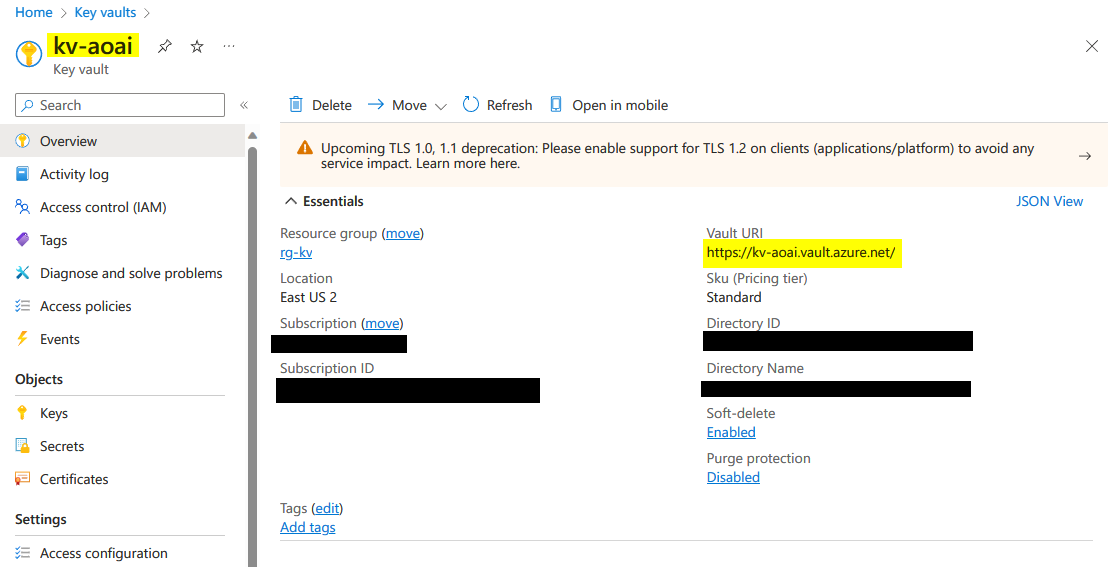 Home > Key vaults >
kv-aoai
Key vault
Search
Overview
Activity log
Access control (IAM)
Tags
Diagnose and solve problems
Access policies
Events
Objects
Keys
Secrets
Certificates
Settings
Access configuration
Delete
Move
Refresh
Open in mobile
Upcoming TLS 1.0, 1.1 deprecation: Please enable support for TLS 1.2 on clients (applications/platform) to avoid any
service impact. Learn more here.
Essentials
JSON View
Resource group (move)
rg-kv
Location
East US 2
Subscription (move)
Subscription ID
Vault URI
https://kv-aoai.vault.azure.net/
Sku (Pricing tier)
Standard
Directory ID
Directory Name
Soft-delete
Enabled
Purge protection
Disabled
Tags (edit)
Add tags